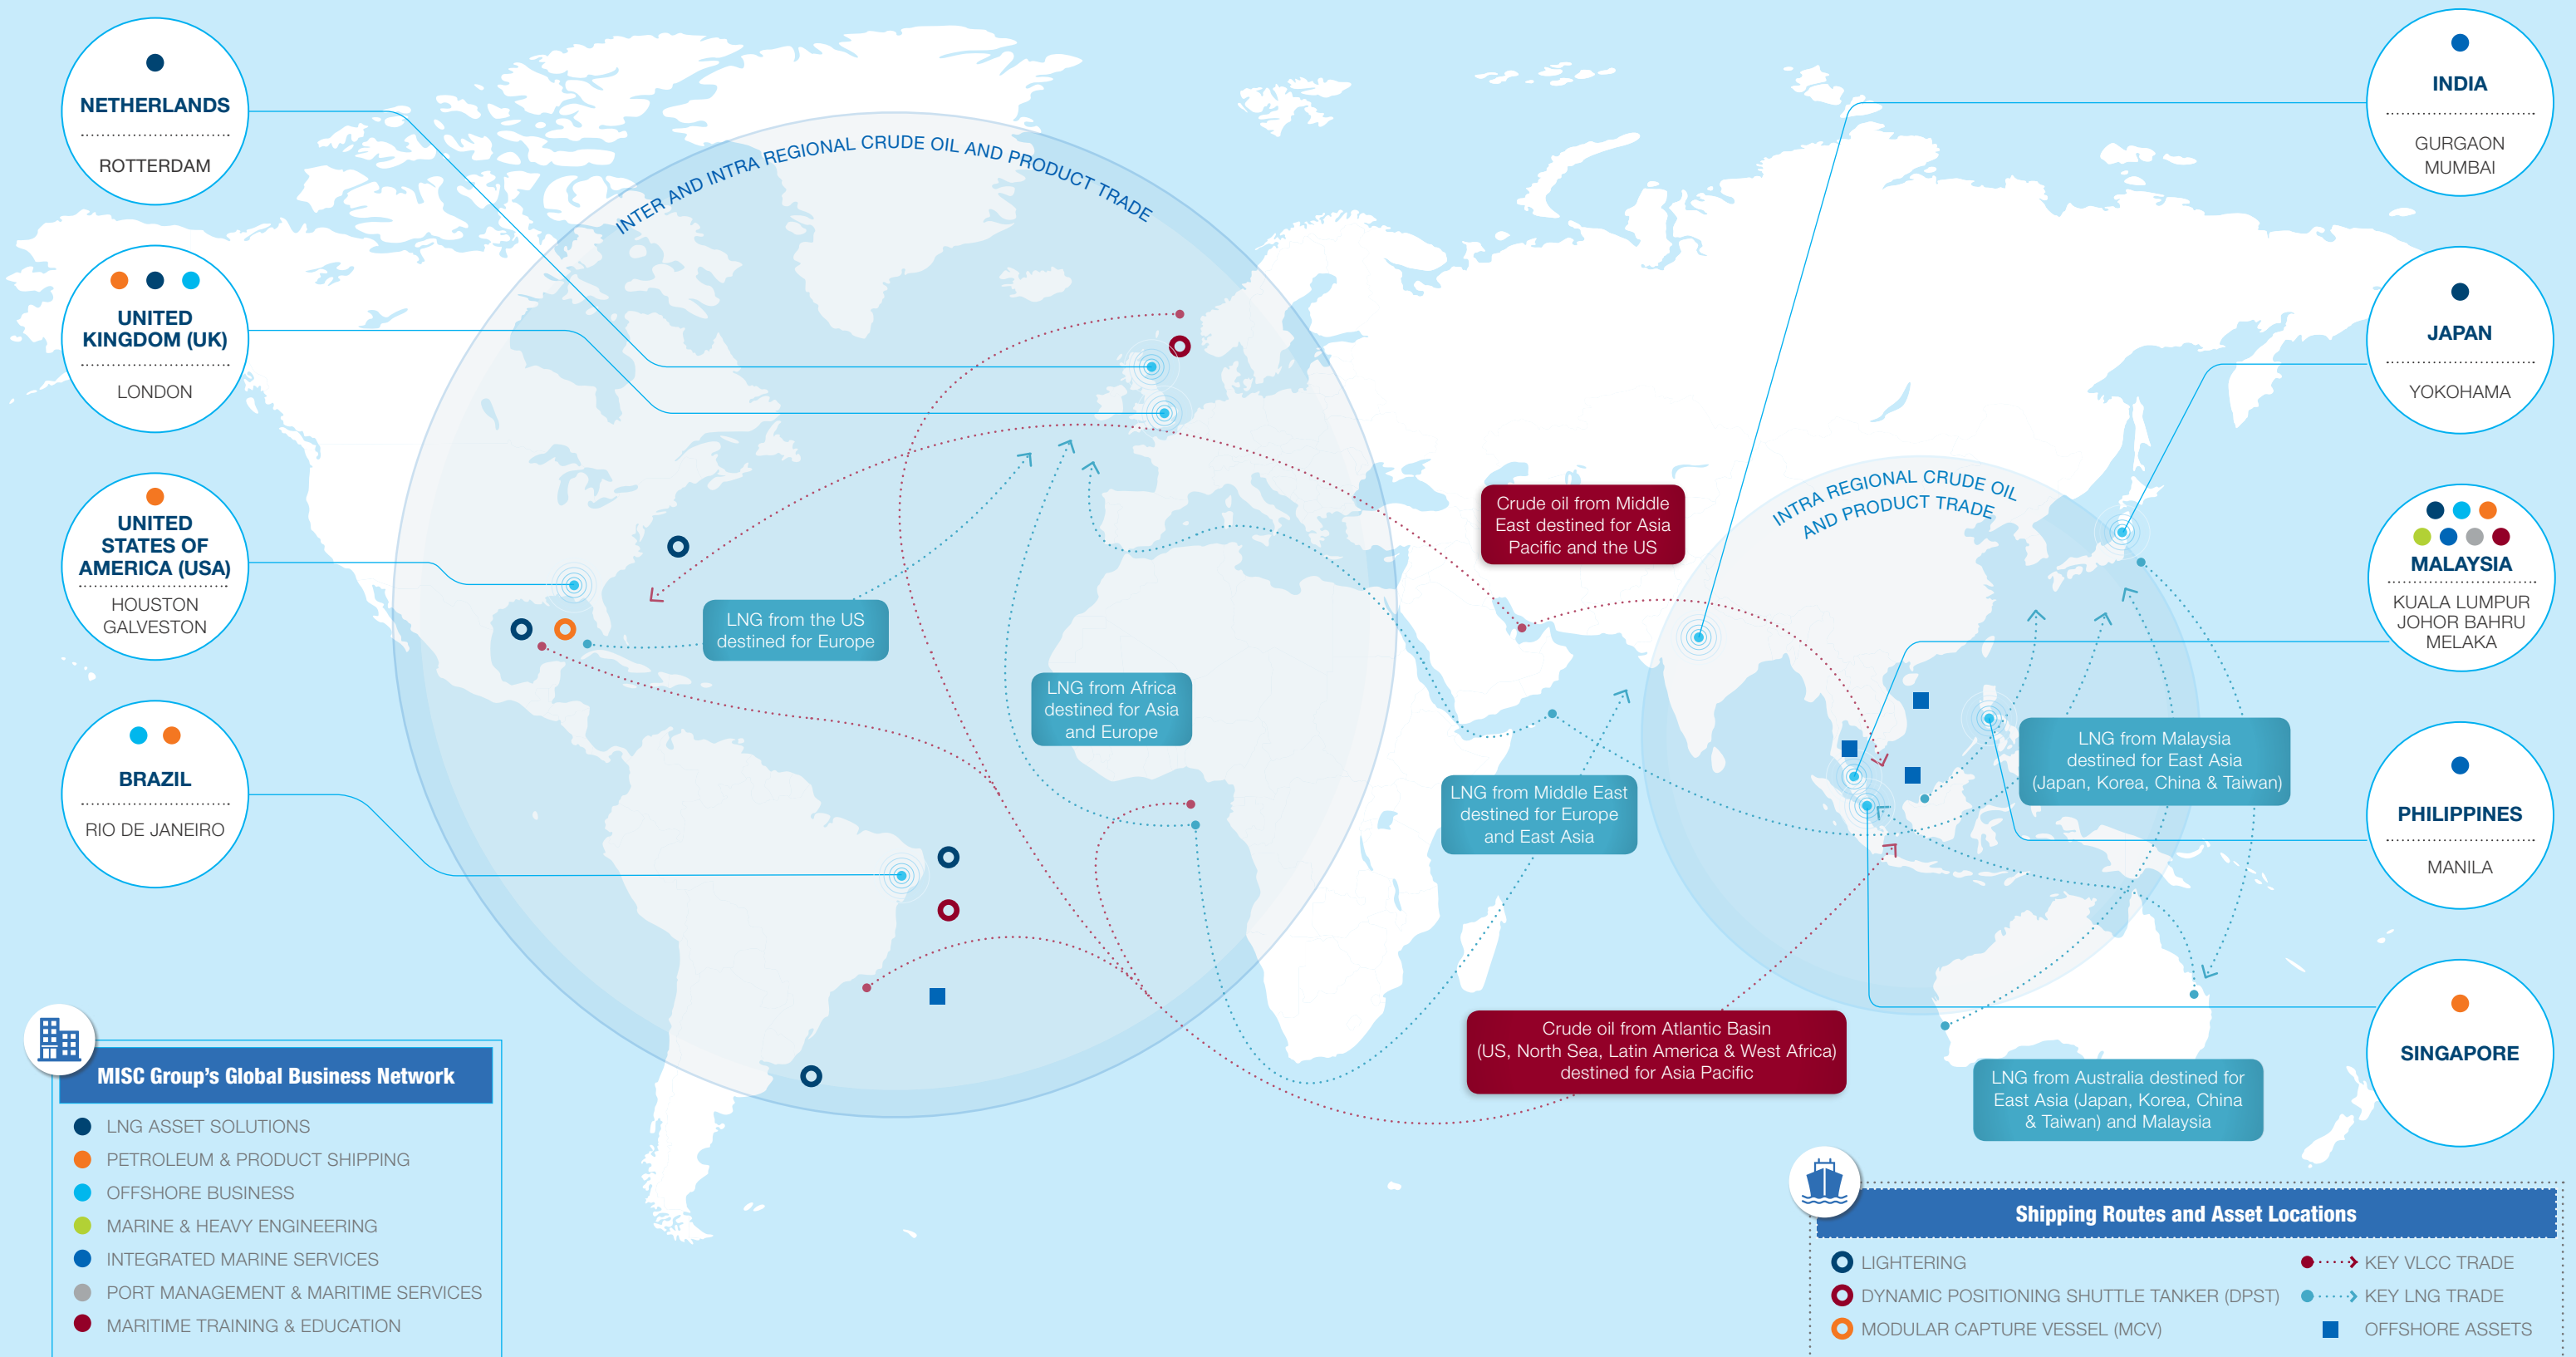 NETHERLANDS
ROTTERDAM
UNITED
KINGDOM (UK)
LONDON
UNITED
STATES OF
AMERICA (USA)
HOUSTON
GALVESTON
BRAZIL
RIO DE JANEIRO
INTER AND INTRA REGIONAL CRUDE OIL AND PRODUCT TRADE
LNG from the US
destined for Europe
LNG from Africa
destined for Asia
and Europe
Crude oil from Middle
East destined for Asia
Pacific and the US
LNG from Middle East
destined for Europe
and East Asia
Crude oil from Atlantic Basin
(US, North Sea, Latin America & West Africa)
destined for Asia Pacific
INTRA REGIONAL CRUDE OIL
AND PRODUCT TRADE
LNG from Malaysia
destined for East Asia
(Japan, Korea, China & Taiwan)
LNG from Australia destined for
East Asia (Japan, Korea, China
& Taiwan) and Malaysia
INDIA
GURGAON
MUMBAI
JAPAN
YOKOHAMA
MALAYSIA
KUALA LUMPUR
JOHOR BAHRU
MELAKA
PHILIPPINES
MANILA
SINGAPORE
MISC Group's Global Business Network
LNG ASSET SOLUTIONS
PETROLEUM & PRODUCT SHIPPING
OFFSHORE BUSINESS
MARINE & HEAVY ENGINEERING
INTEGRATED MARINE SERVICES
PORT MANAGEMENT & MARITIME SERVICES
MARITIME TRAINING & EDUCATION
Shipping Routes and Asset Locations
LIGHTERING
DYNAMIC POSITIONING SHUTTLE TANKER (DPST)
MODULAR CAPTURE VESSEL (MCV)
KEY VLCC TRADE
KEY LNG TRADE
OFFSHORE ASSETS